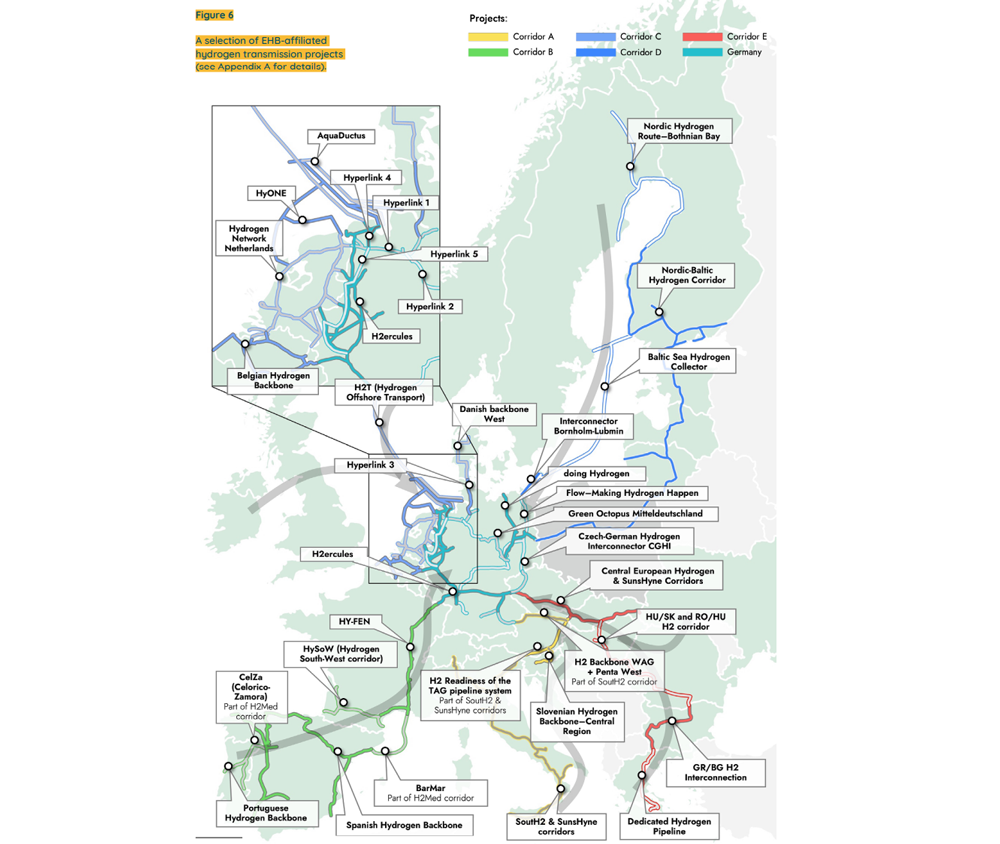 Figure 6
A selection of EHB-affiliated
hydrogen transmission projects
(see Appendix A for details).
Projects:
Corridor A
Corridor B
Corridor C
Corridor D
Corridor E
Germany
AquaDuctus
Hyperlink 4
HyONE
Hyperlink 1
Hydrogen
Network
Netherlands
Hyperlink 5
Hyperlink 2
H2ercules
Belgian Hydrogen
Backbone
Nordic Hydrogen
Route–Bothnian Bay
Nordic-Baltic
Hydrogen Corridor
Baltic Sea Hydrogen
Collector
H2T (Hydrogen
Offshore Transport)
Danish backbone
West
Interconnector
Bornholm-Lubmin
Hyperlink 3
doing Hydrogen
Flow–Making Hydrogen Happen
Green Octopus Mitteldeutschland
Czech-German Hydrogen
Interconnector CGHI
H2ercules
Central European Hydrogen
& SunsHyne Corridors
HY-FEN
HU/SK and RO/HU
H2 corridor
HySoW (Hydrogen
South-West corridor)
H2 Backbone WAG
+ Penta West
Part of SoutH2 corridor
CelZa
(Celorico-
Zamora)
Part of H2Med
corridor
H2 Readiness of the
TAG pipeline system
Part of SoutH2 &
SunsHyne corridors
Slovenian Hydrogen
Backbone–Central
Region
GR/BG H2
Interconnection
BarMar
Part of H2Med corridor
Portuguese
Hydrogen Backbone
Spanish Hydrogen Backbone
SoutH2 & SunsHyne
corridors
Dedicated Hydrogen
Pipeline